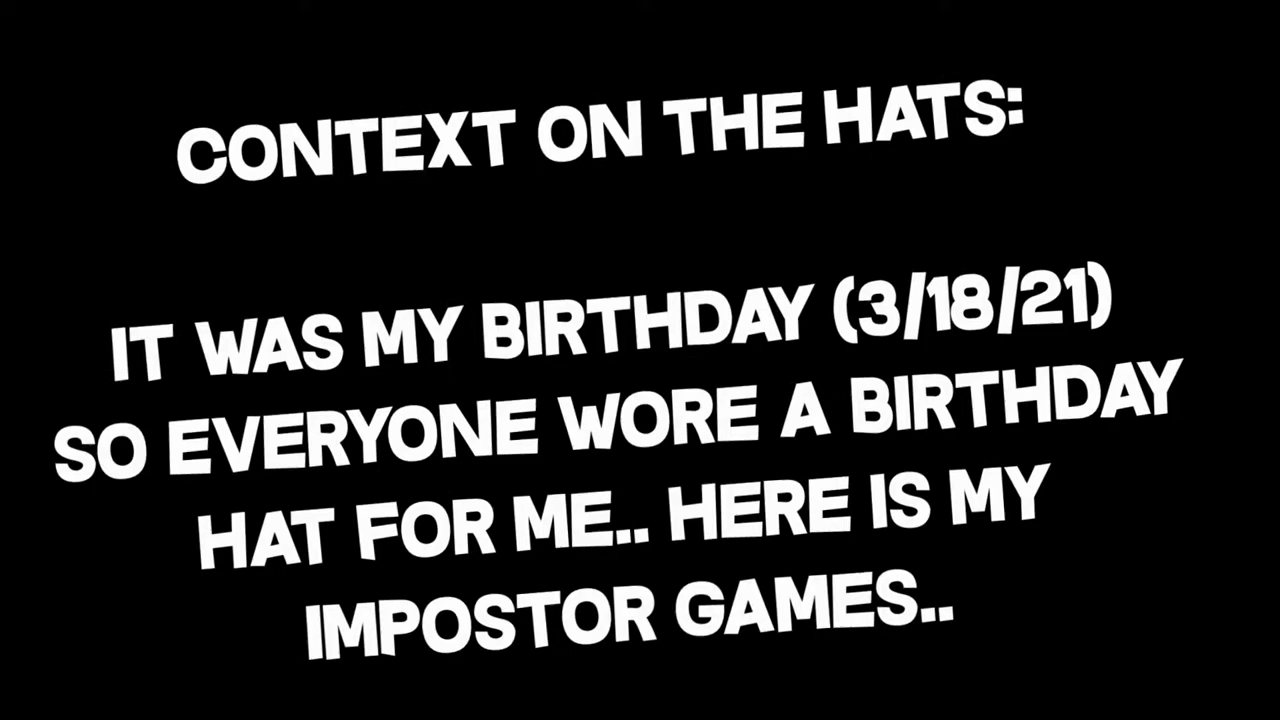 CONTEXT ON THE HATS:
IT WAS MY BIRTHDAY (3/18/21)
SO EVERYONE WORE A BIRTHDAY
HAT FOR ME.. HERE IS MY
IMPOSTOR GAMES..